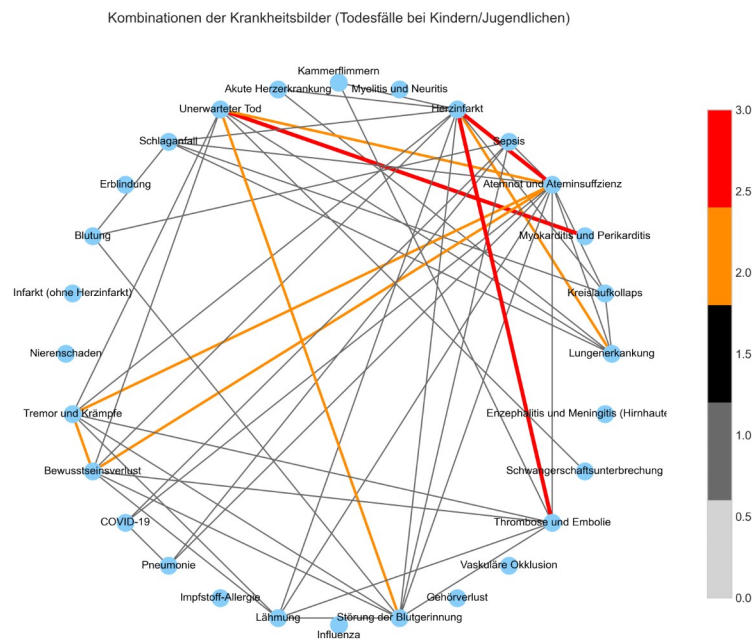 Kombinationen der Krankheitsbilder (Todesfälle bei Kindern/Jugendlichen)
Kammerflimmern
Akute Herzerkrankung
Myelitis und Neuritis
Unerwarteter Tod
Herzinfarkt
Schlaganfall
Sepsis
Erblindung
Atemnot und Ateminsuffzienz
Blutung
Myokarditis und Perikarditis
Infarkt (ohne Herzinfarkt)
Kreislaufkollaps
Nierenschaden
Lungenerkankung
Tremor und Krämpfe
Enzephalitis und Meningitis (Hirnhaute
Bewusstseinsverlust
Schwangerschaftsunterbrechung
COVID-19
Thrombose und Embolie
Pneumonie
Vaskuläre Okklusion
Impfstoff-Allergie
Gehörverlust
Lähmung
Störung der Blutgerinnung
Influenza
3.0
2.5
2.0
1.5
1.0
0.5
0.0